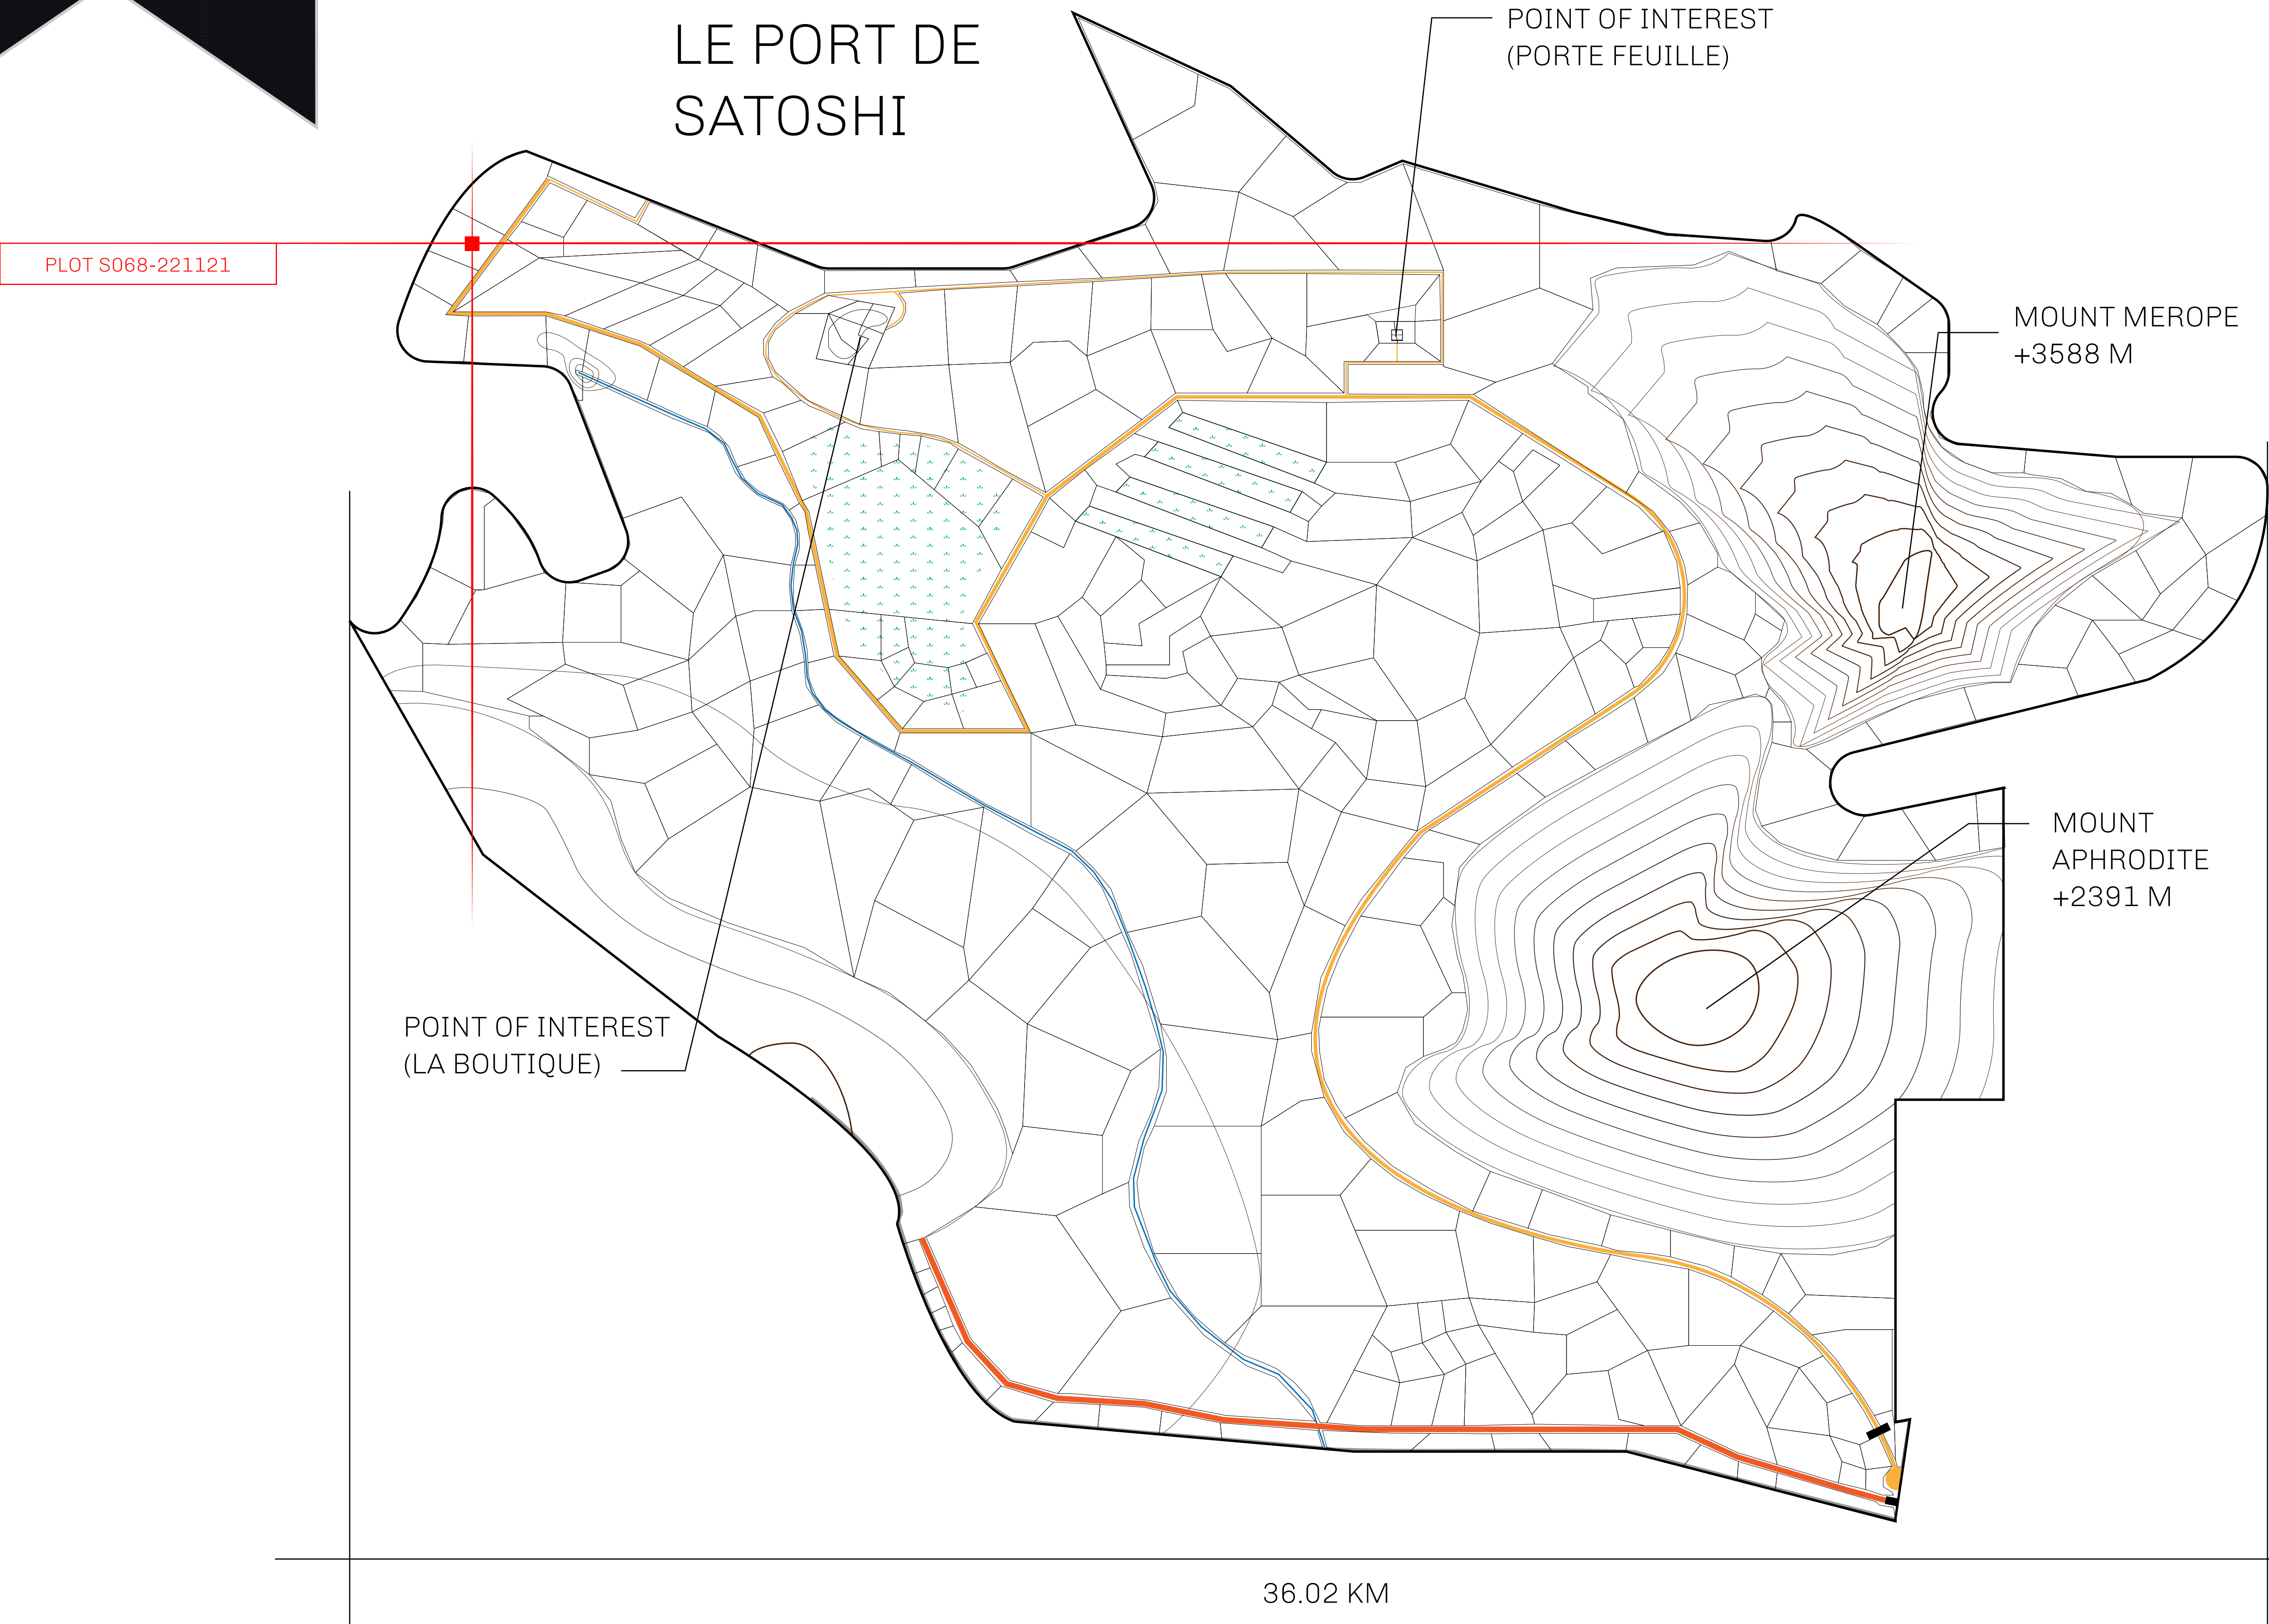 LE PORT DE
SATOSHI
POINT OF INTEREST
(PORTE FEUILLE)
PLOT S068-221121
MOUNT MEROPE
+3588 M
MOUNT
APHRODITE
+2391 M
POINT OF INTEREST
(LA BOUTIQUE)
36.02 KM